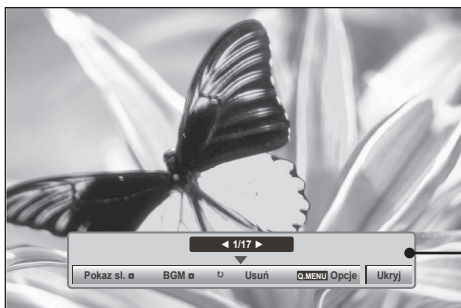 ◀ 1/17 ▶
Pokaz sl. BGM ↻ Usuń Q.MENU Opcje Ukryj